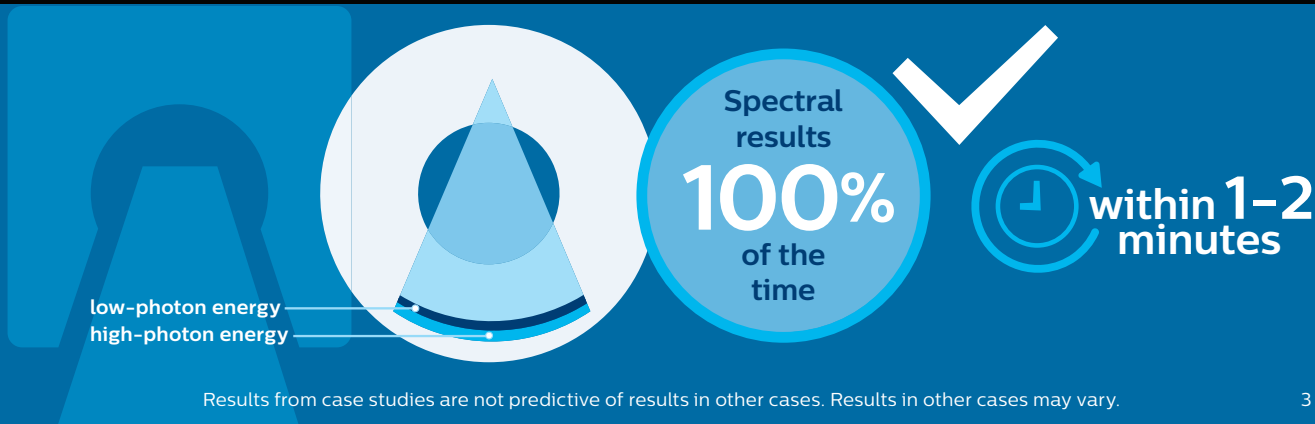 Spectral
results
100%
of the
time
within 1-2
minutes
low-photon energy
high-photon energy
Results from case studies are not predictive of results in other cases. Results in other cases may vary.
3